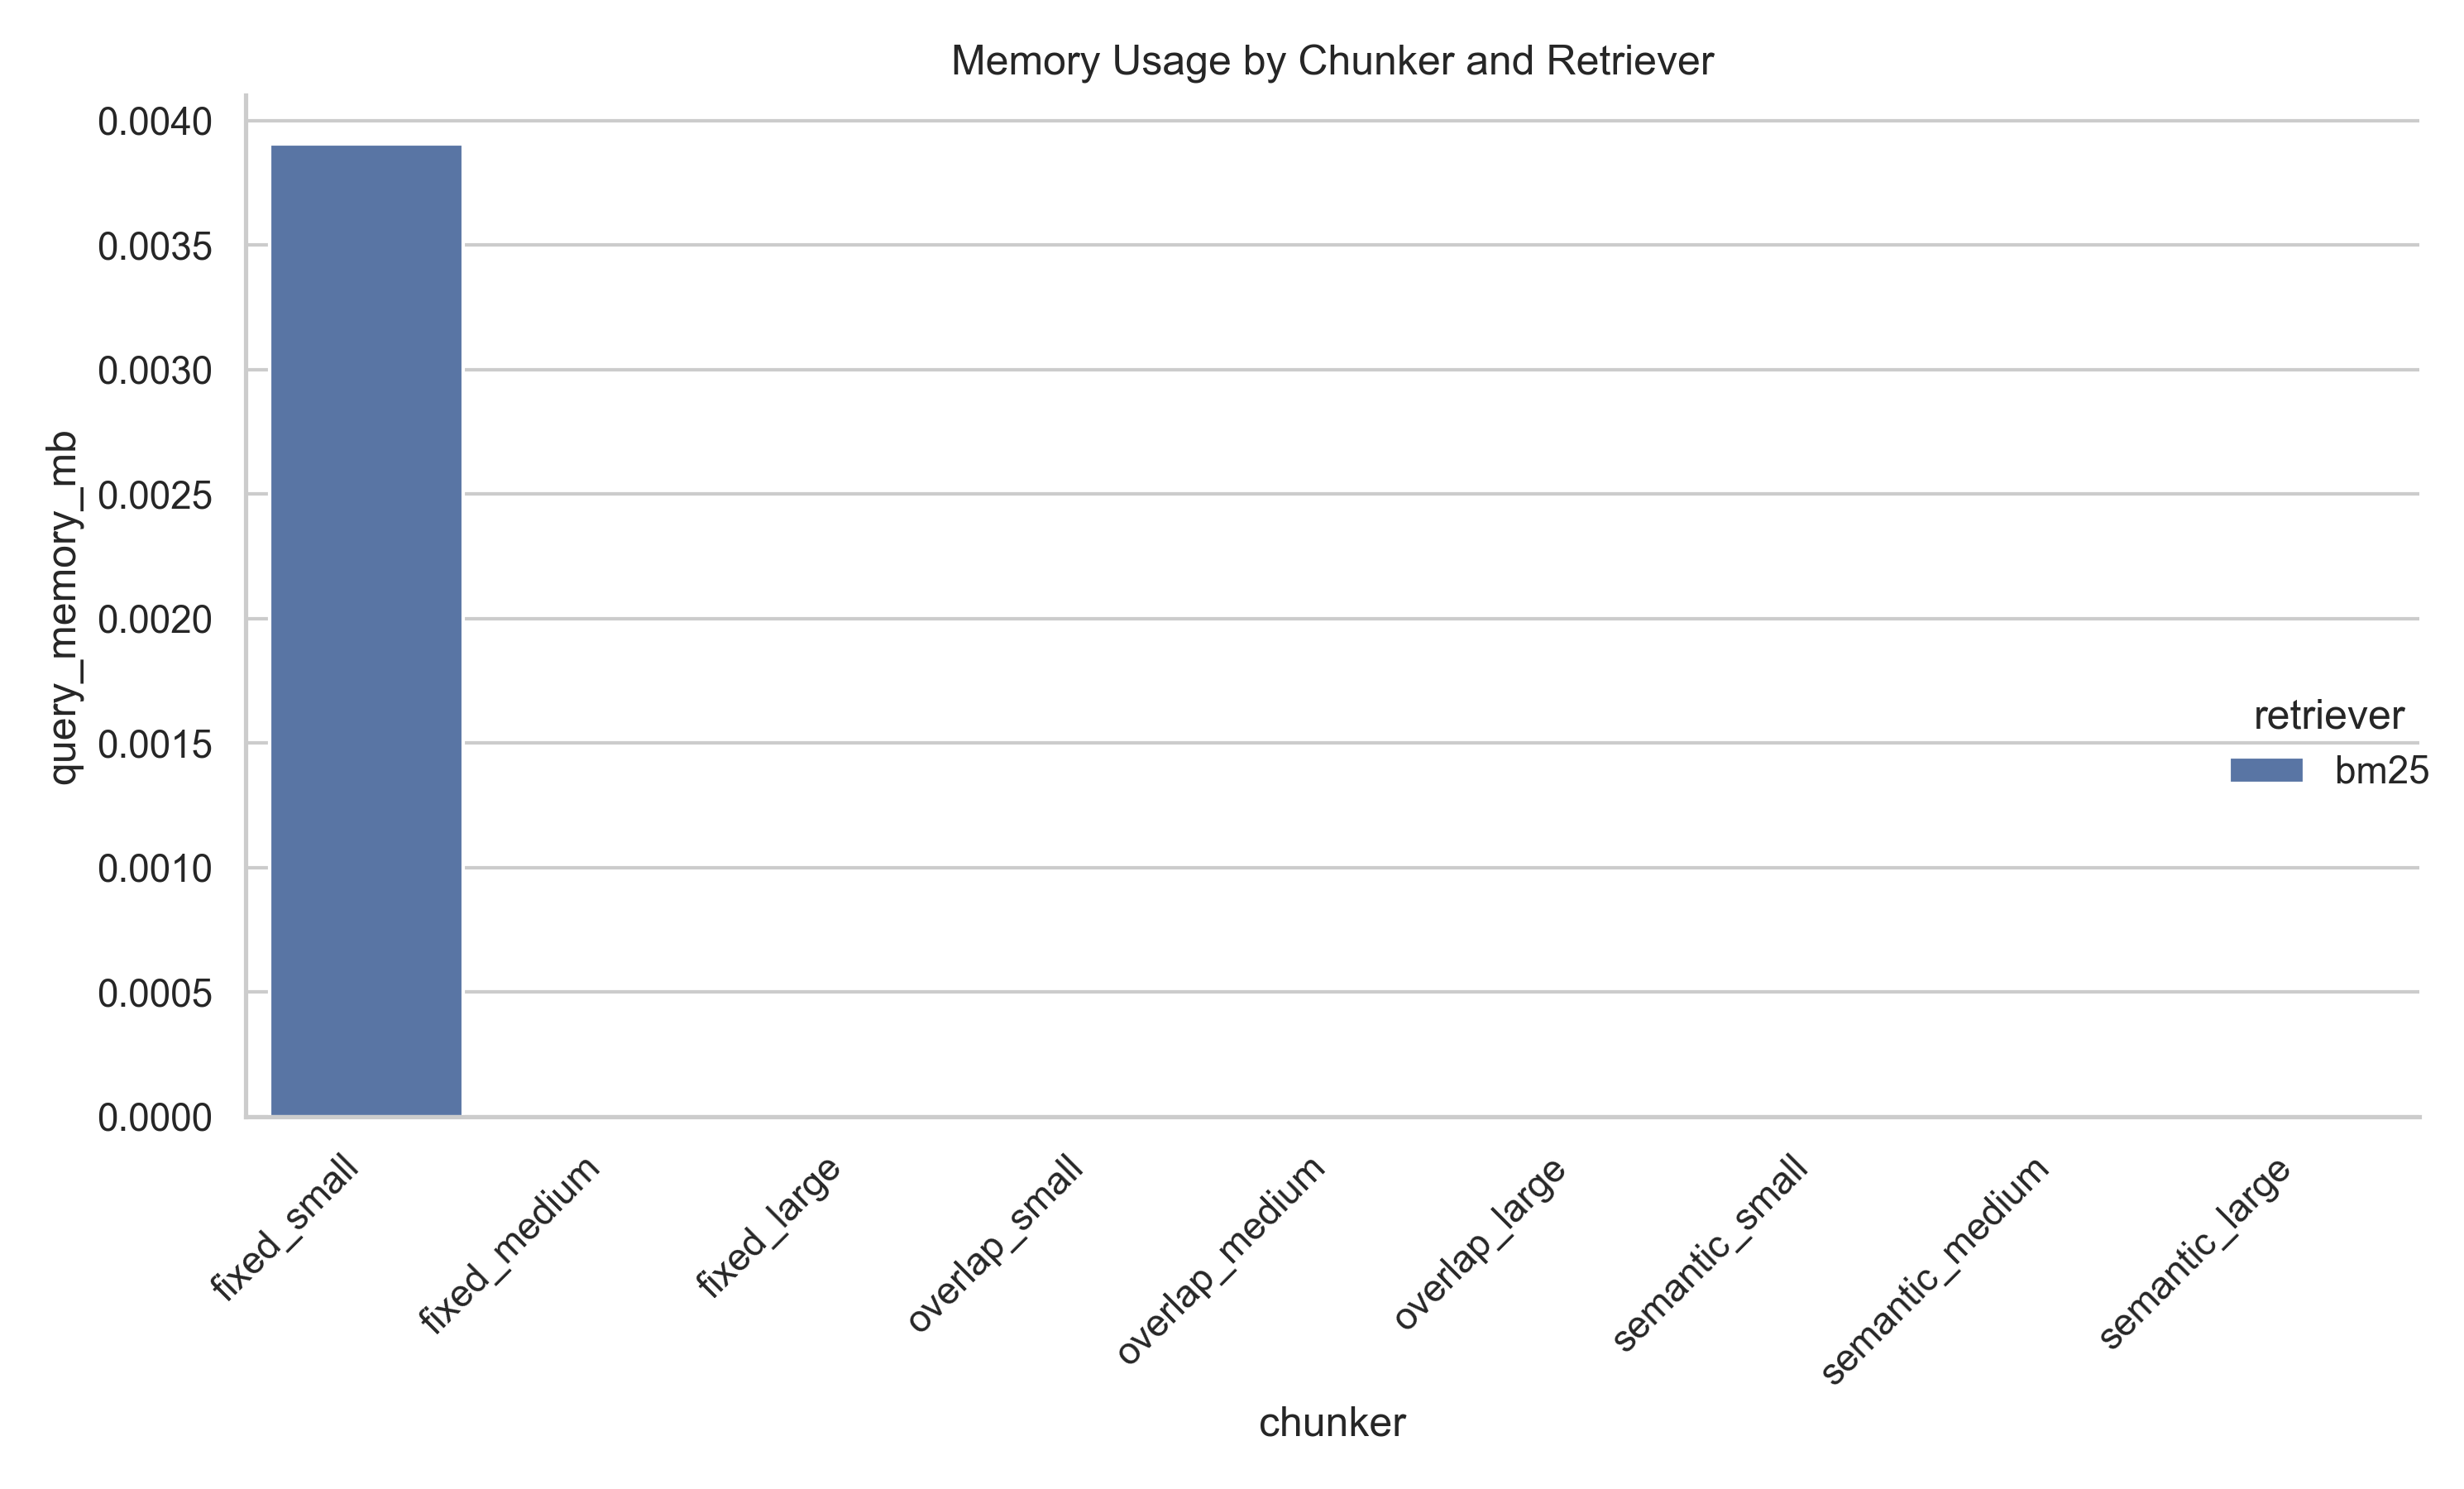 Memory Usage by Chunker and Retriever
0.0040
0.0035
0.0030
0.0025
0.0020
0.0015
0.0010
0.0005
0.0000
query_memory_mb
retriever
bm25
fixed_small
fixed_medium
fixed_large
overlap_small
overlap_medium
overlap_large
semantic_small
semantic_medium
semantic_large
chunker